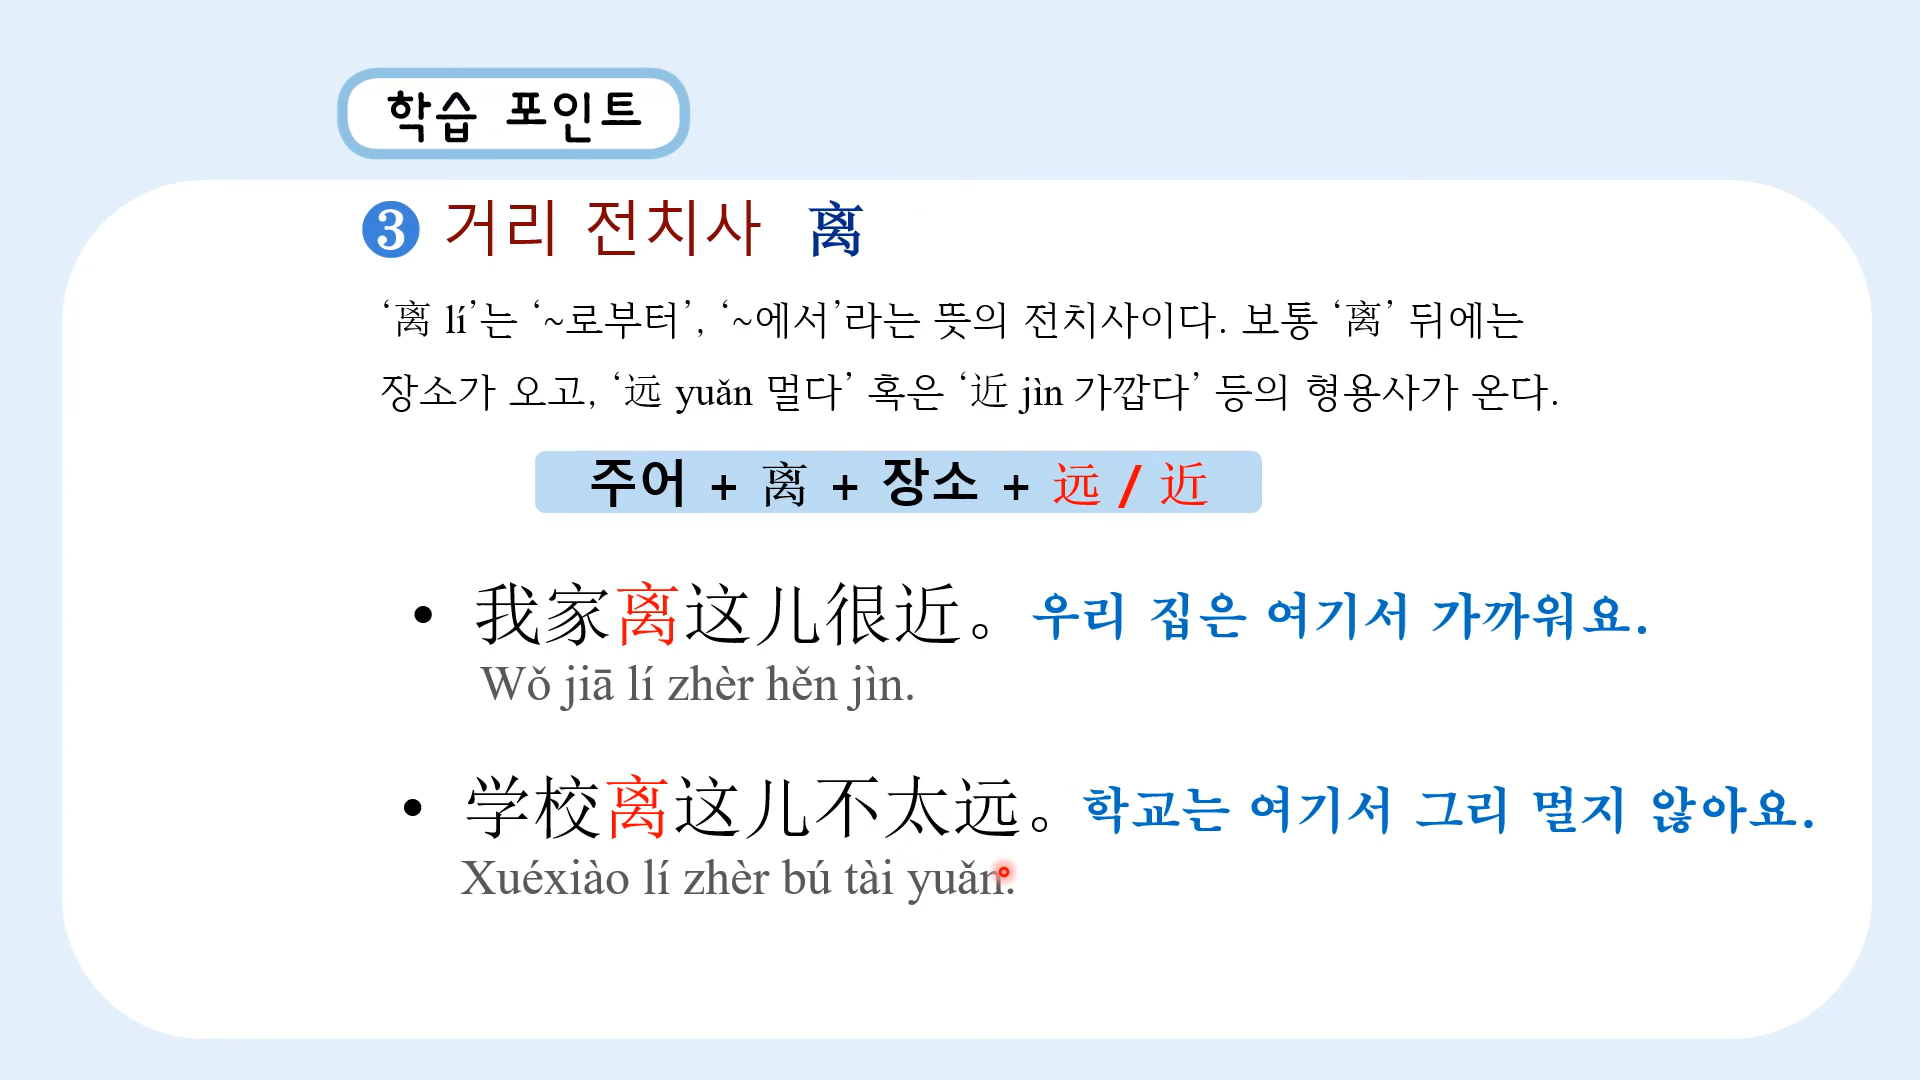 학습 포인트
❸ 거리 전치사 离
‘离 lí’는 ‘~로부터’, ‘~에서’라는 뜻의 전치사이다. 보통 ‘离’ 뒤에는
장소가 오고, ‘远 yuǎn 멀다’ 혹은 ‘近 jìn 가깝다’ 등의 형용사가 온다.
주어 + 离 + 장소 + 远 / 近
• 我家离这儿很近。 우리 집은 여기서 가까워요.
Wǒ jiā lí zhèr hěn jìn.
• 学校离这儿不太远。 학교는 여기서 그리 멀지 않아요.
Xuéxiào lí zhèr bú tài yuǎn.